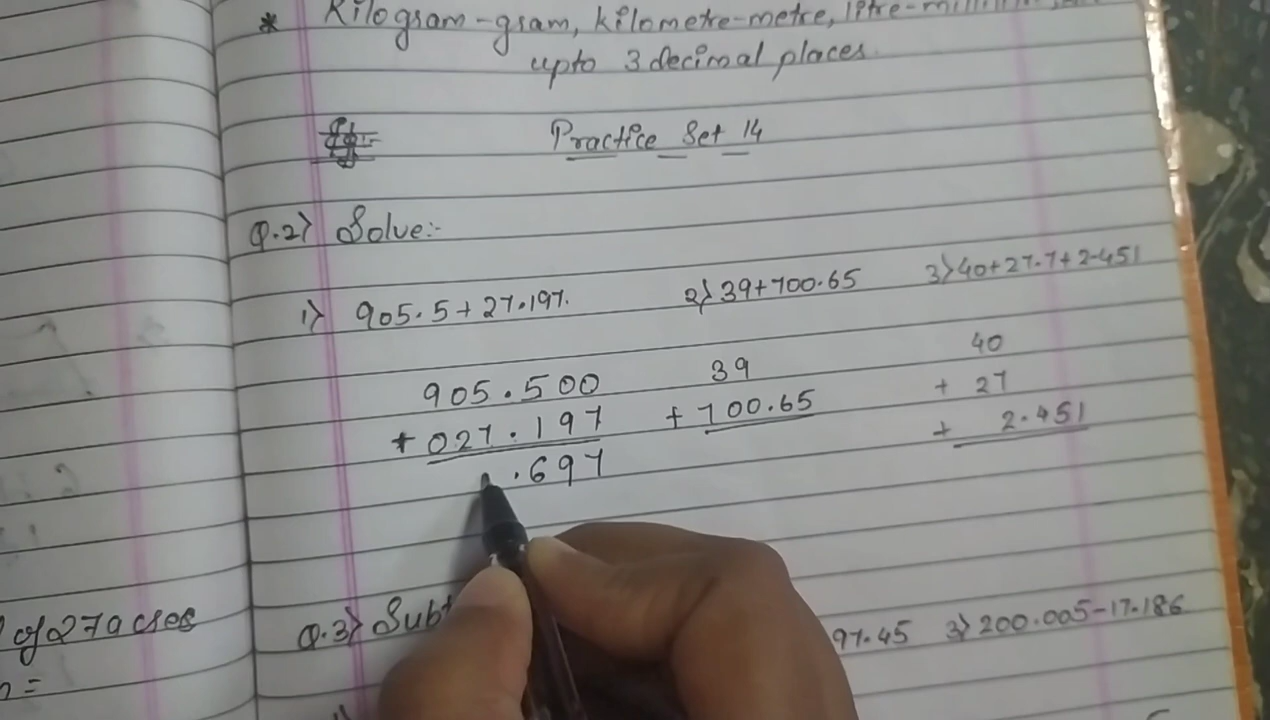 * Kilogram-gram, kilometre-metre, litre-
upto 3 decimal places
Practice Set 14
Q.2) Solve:-
1) 905.5+27.197. 2) 39+700.65 3) 40+27.7+2.451
905.500 39 40
+ 027.197 + 700.65 + 27
.697 + 2.451
of 27 acres
Q.3) 97.45 3) 200.005-17.186
=